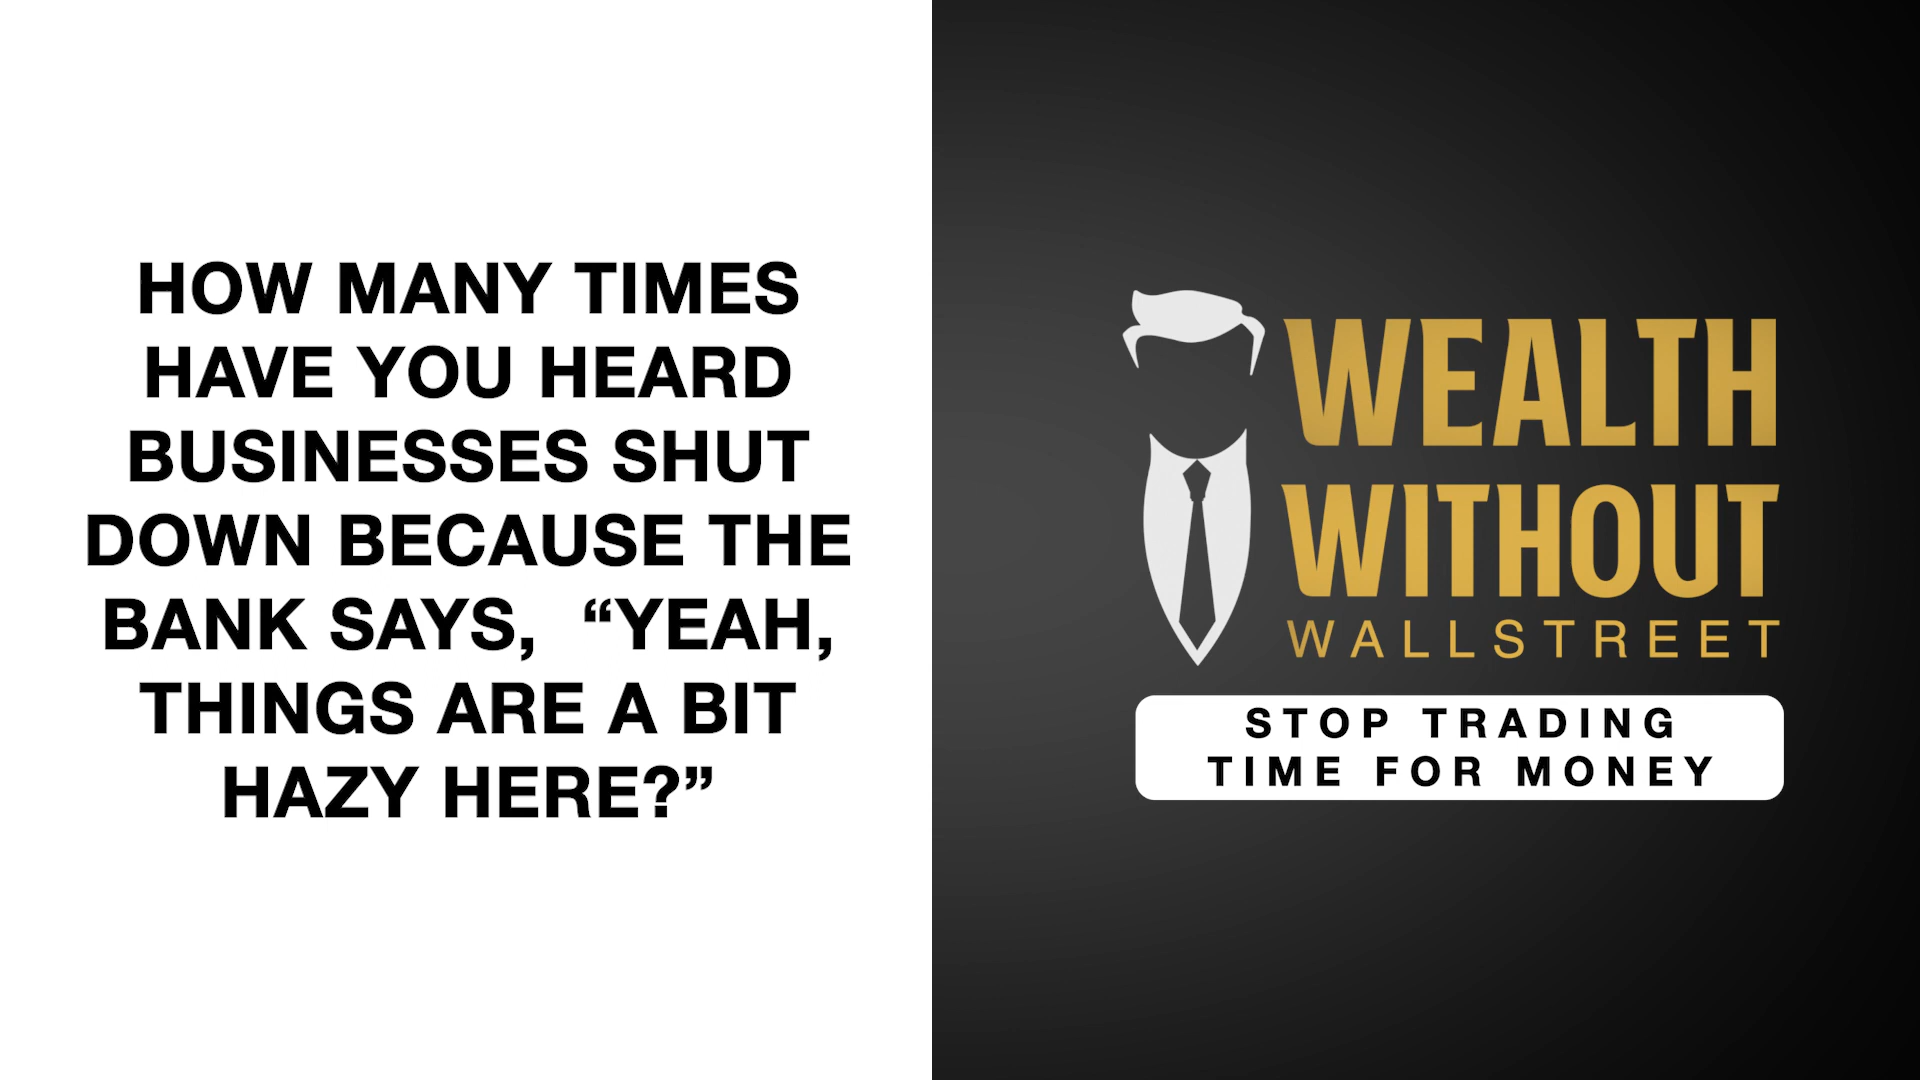 HOW MANY TIMES
HAVE YOU HEARD
BUSINESSES SHUT
DOWN BECAUSE THE
BANK SAYS,  “YEAH,
THINGS ARE A BIT
HAZY HERE?”
WEALTH
WITHOUT
WALLSTREET
STOP TRADING
TIME FOR MONEY